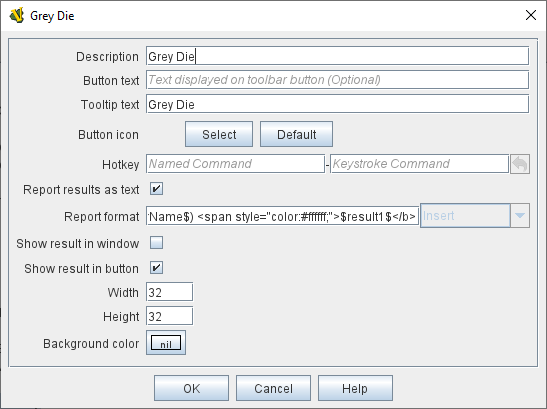 Grey Die
Description Grey Die
Button text Text displayed on toolbar button (Optional)
Tooltip text Grey Die
Button icon Select Default
Hotkey Named Command - Keystroke Command
Report results as text
Report format Name$) <span style="color:#ffffff;">$result1$</b> Insert
Show result in window
Show result in button
Width 32
Height 32
Background color nil
OK Cancel Help